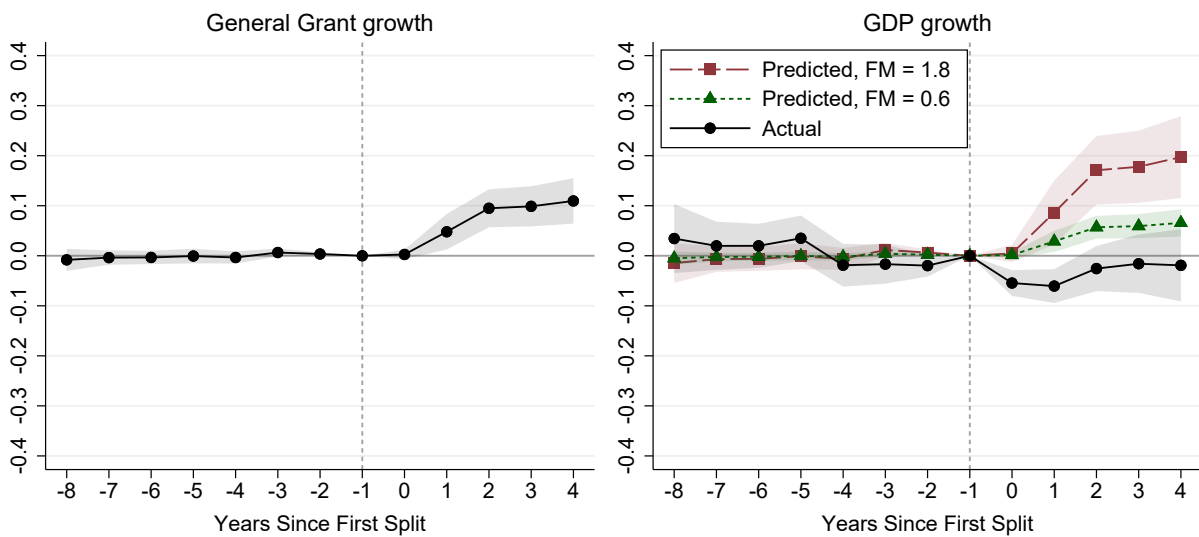 General Grant growth
0.4
0.3
0.2
0.1
0.0
-0.1
-0.2
-0.3
-0.4
-8 -7 -6 -5 -4 -3 -2 -1 0 1 2 3 4
Years Since First Split
GDP growth
Predicted, FM = 1.8
Predicted, FM = 0.6
Actual
0.4
0.3
0.2
0.1
0.0
-0.1
-0.2
-0.3
-0.4
-8 -7 -6 -5 -4 -3 -2 -1 0 1 2 3 4
Years Since First Split